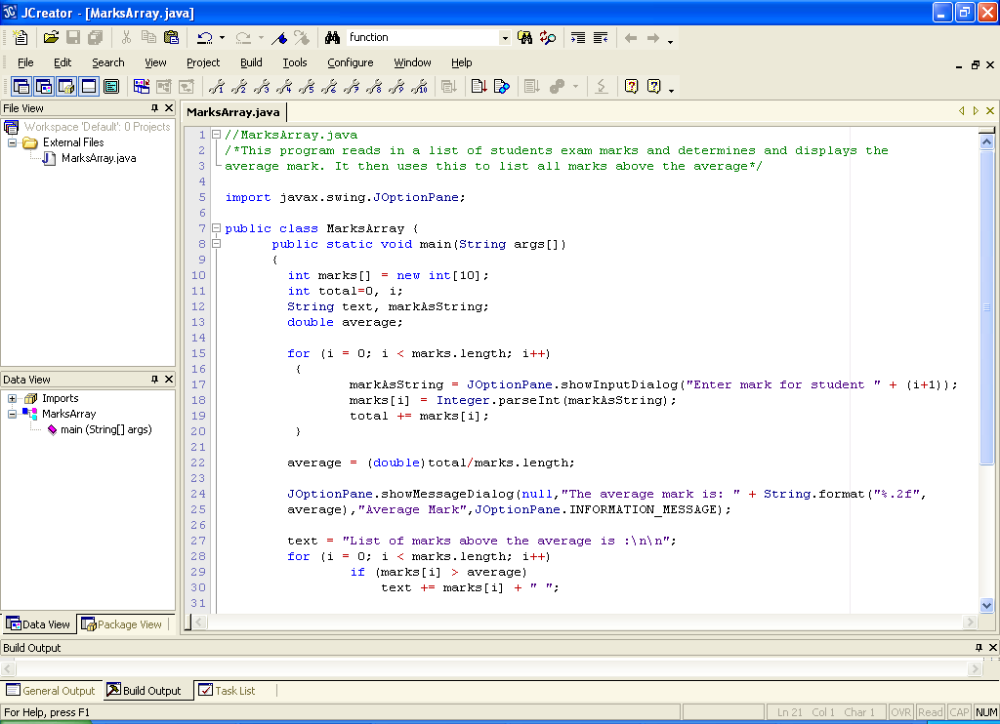 JCreator - [MarksArray.java]
function
File Edit Search View Project Build Tools Configure Window Help
1 2 3 4 5 6 7 8 9 10
File View
Workspace 'Default': 0 Projects
External Files
MarksArray.java
Data View
Imports
MarksArray
main (String[] args)
Data View Package View
MarksArray.java
1 //MarksArray.java
2 /*This program reads in a list of students exam marks and determines and displays the
3 average mark. It then uses this to list all marks above the average*/
4
5 import javax.swing.JOptionPane;
6
7 public class MarksArray {
8 public static void main(String args[])
9 {
10 int marks[] = new int[10];
11 int total=0, i;
12 String text, markAsString;
13 double average;
14
15 for (i = 0; i < marks.length; i++)
16 {
17 markAsString = JOptionPane.showInputDialog("Enter mark for student " + (i+1));
18 marks[i] = Integer.parseInt(markAsString);
19 total += marks[i];
20 }
21
22 average = (double)total/marks.length;
23
24 JOptionPane.showMessageDialog(null,"The average mark is: " + String.format("%.2f",
25 average),"Average Mark",JOptionPane.INFORMATION_MESSAGE);
26
27 text = "List of marks above the average is :\n\n";
28 for (i = 0; i < marks.length; i++)
29 if (marks[i] > average)
30 text += marks[i] + " ";
31
Build Output
General Output Build Output Task List
For Help, press F1
Ln 21 Col 1 Char 1 OVR Read CAP NUM